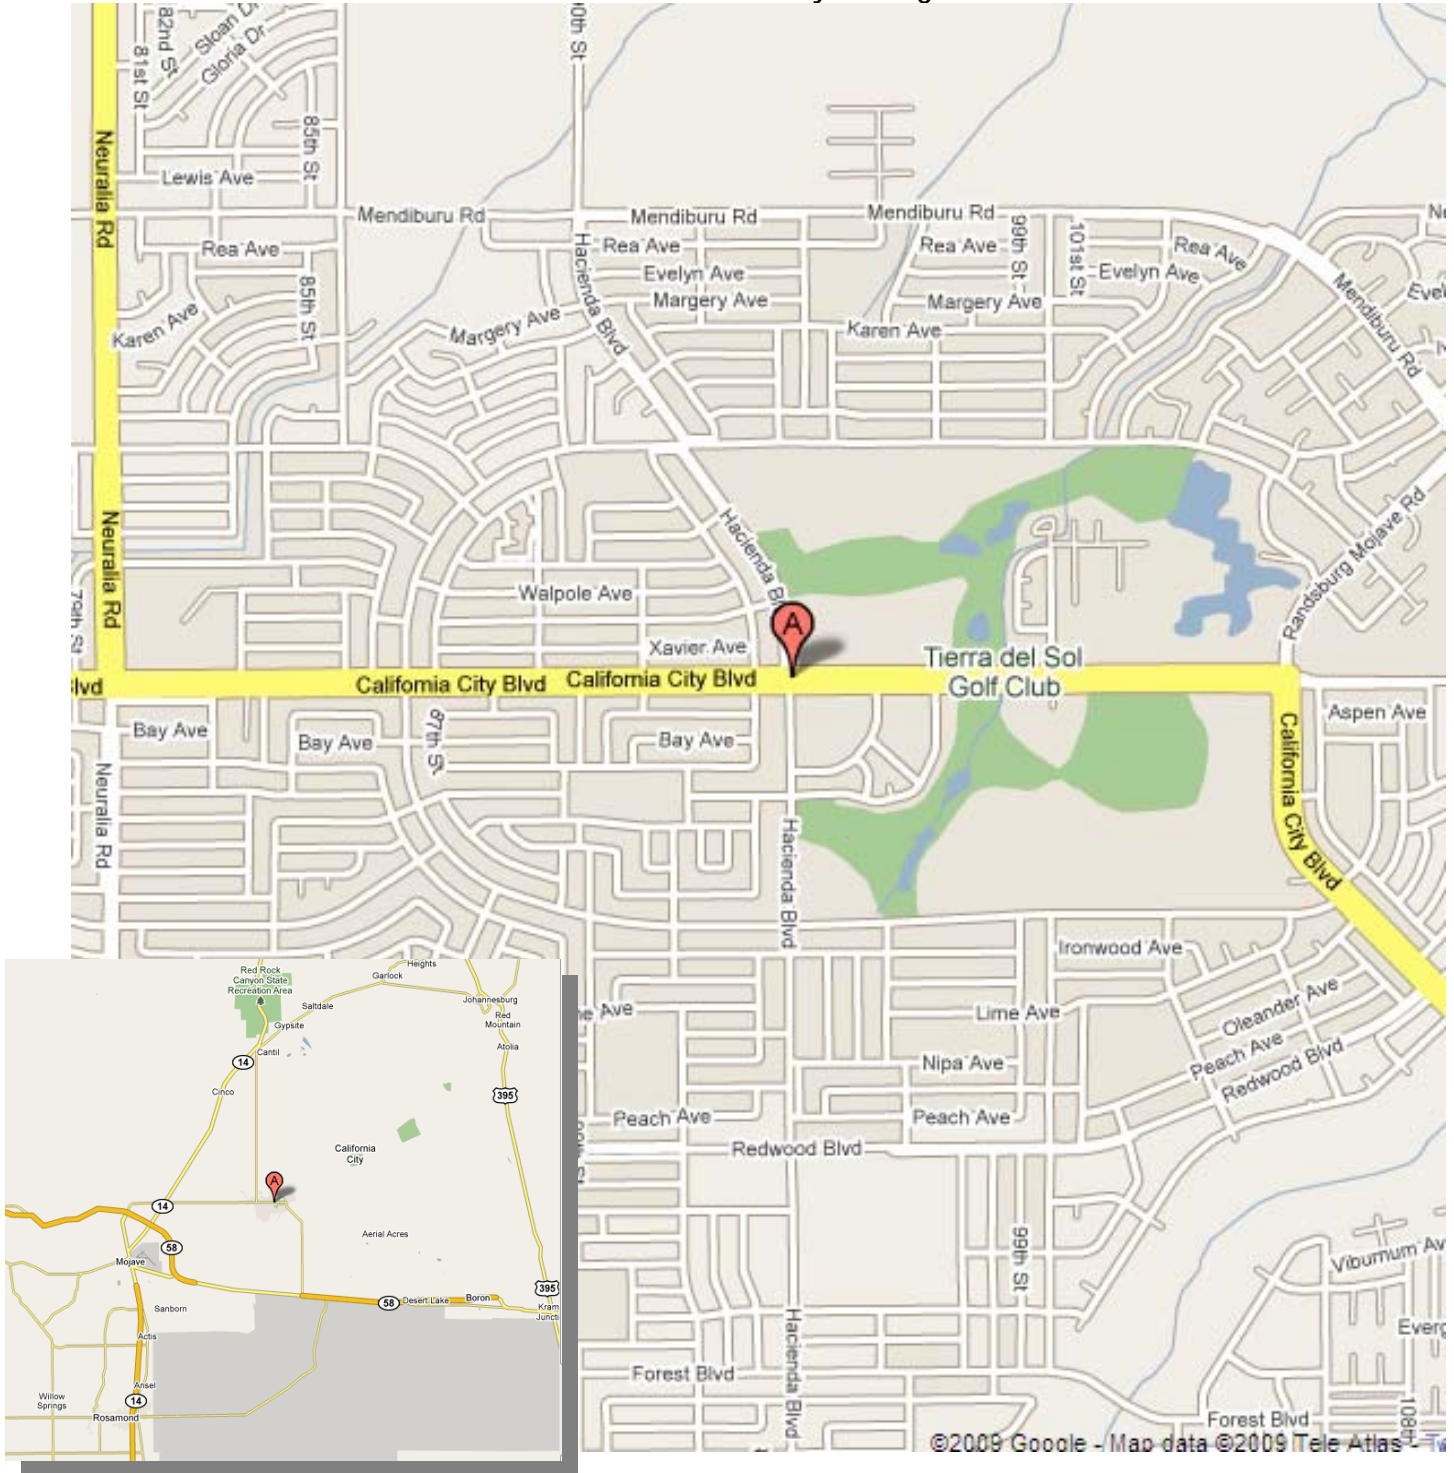 82nd St
81st St
Sloan Dr
Gloria Dr
85th St
Neuralia Rd
Lewis Ave
Mendiburu Rd
Mendiburu Rd
Mendiburu Rd
Rea Ave
Rea Ave
Rea Ave
Rea Ave
99th St
101st St
Evelyn Ave
Evelyn Ave
Margery Ave
Margery Ave
Margery Ave
Hacienda Blvd
Mendiburu Rd
85th St
Karen Ave
Karen Ave
Neuralia Rd
Hacienda
Randsburg Mojave Rd
79th St
Walpole Ave
Xavier Ave
A
Tierra del Sol
Golf Club
California City Blvd
California City Blvd
Bay Ave
Bay Ave
Bay Ave
87th St
Aspen Ave
California City Blvd
Neuralia Rd
Hacienda Blvd
Ironwood Ave
Lime Ave
Oleander Ave
Peach Ave
Redwood Blvd
Nipa Ave
Peach Ave
Peach Ave
Redwood Blvd
99th St
Viburnum
Hacienda Blvd
Forest Blvd
Forest Blvd
108th
©2009 Google - Map data ©2009 Tele Atlas -
Red Rock
Canyon State
Recreation Area
Heights
Garlock
Saltdale
Gypsite
Johannesburg
Red
Mountain
Atolia
Cantil
14
Cinco
395
California
City
A
14
58
Aerial Acres
Mojave
Sanborn
58
Desert Lake
Boron
395
Actis
Ansel
14
Willow
Springs
Rosamond